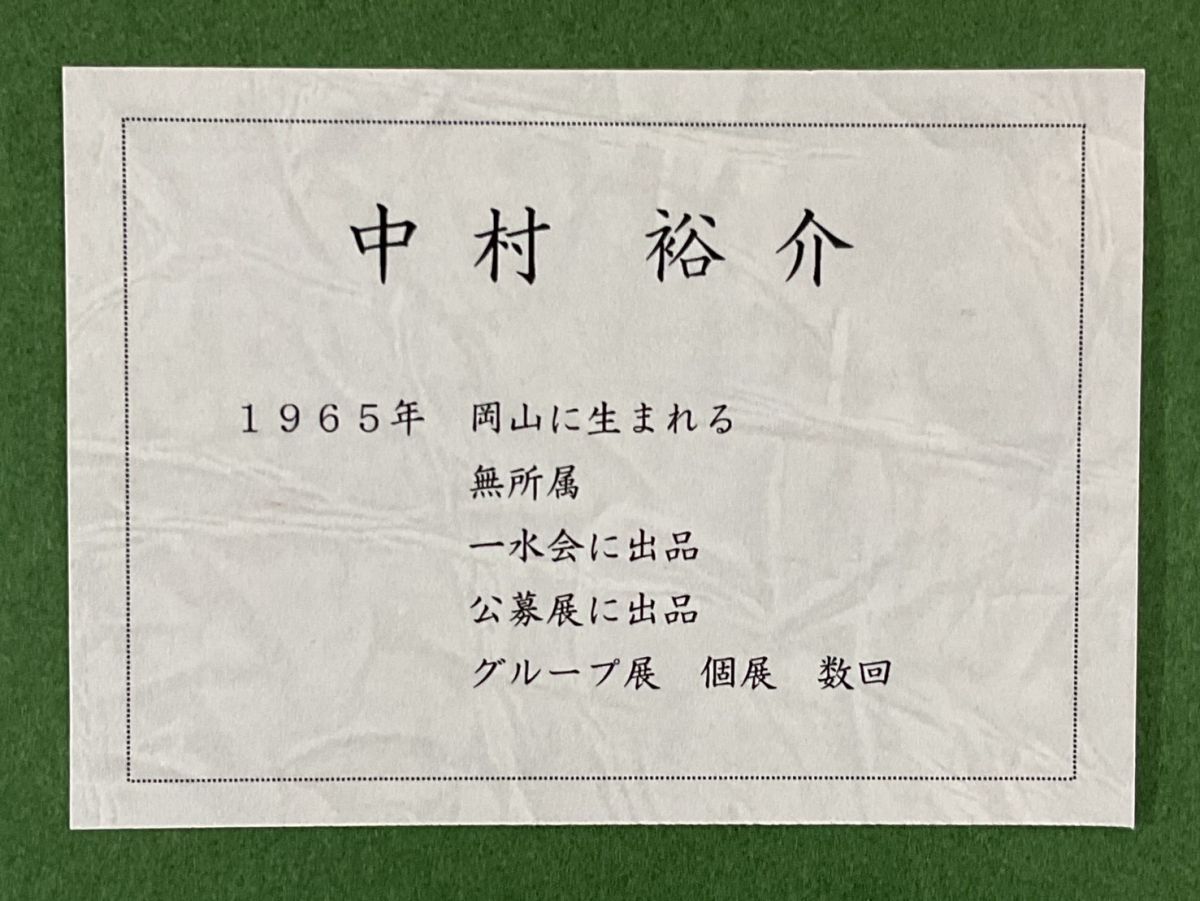 中村　裕介
１９６５年　岡山に生まれる
無所属
一水会に出品
公募展に出品
グループ展　個展　数回